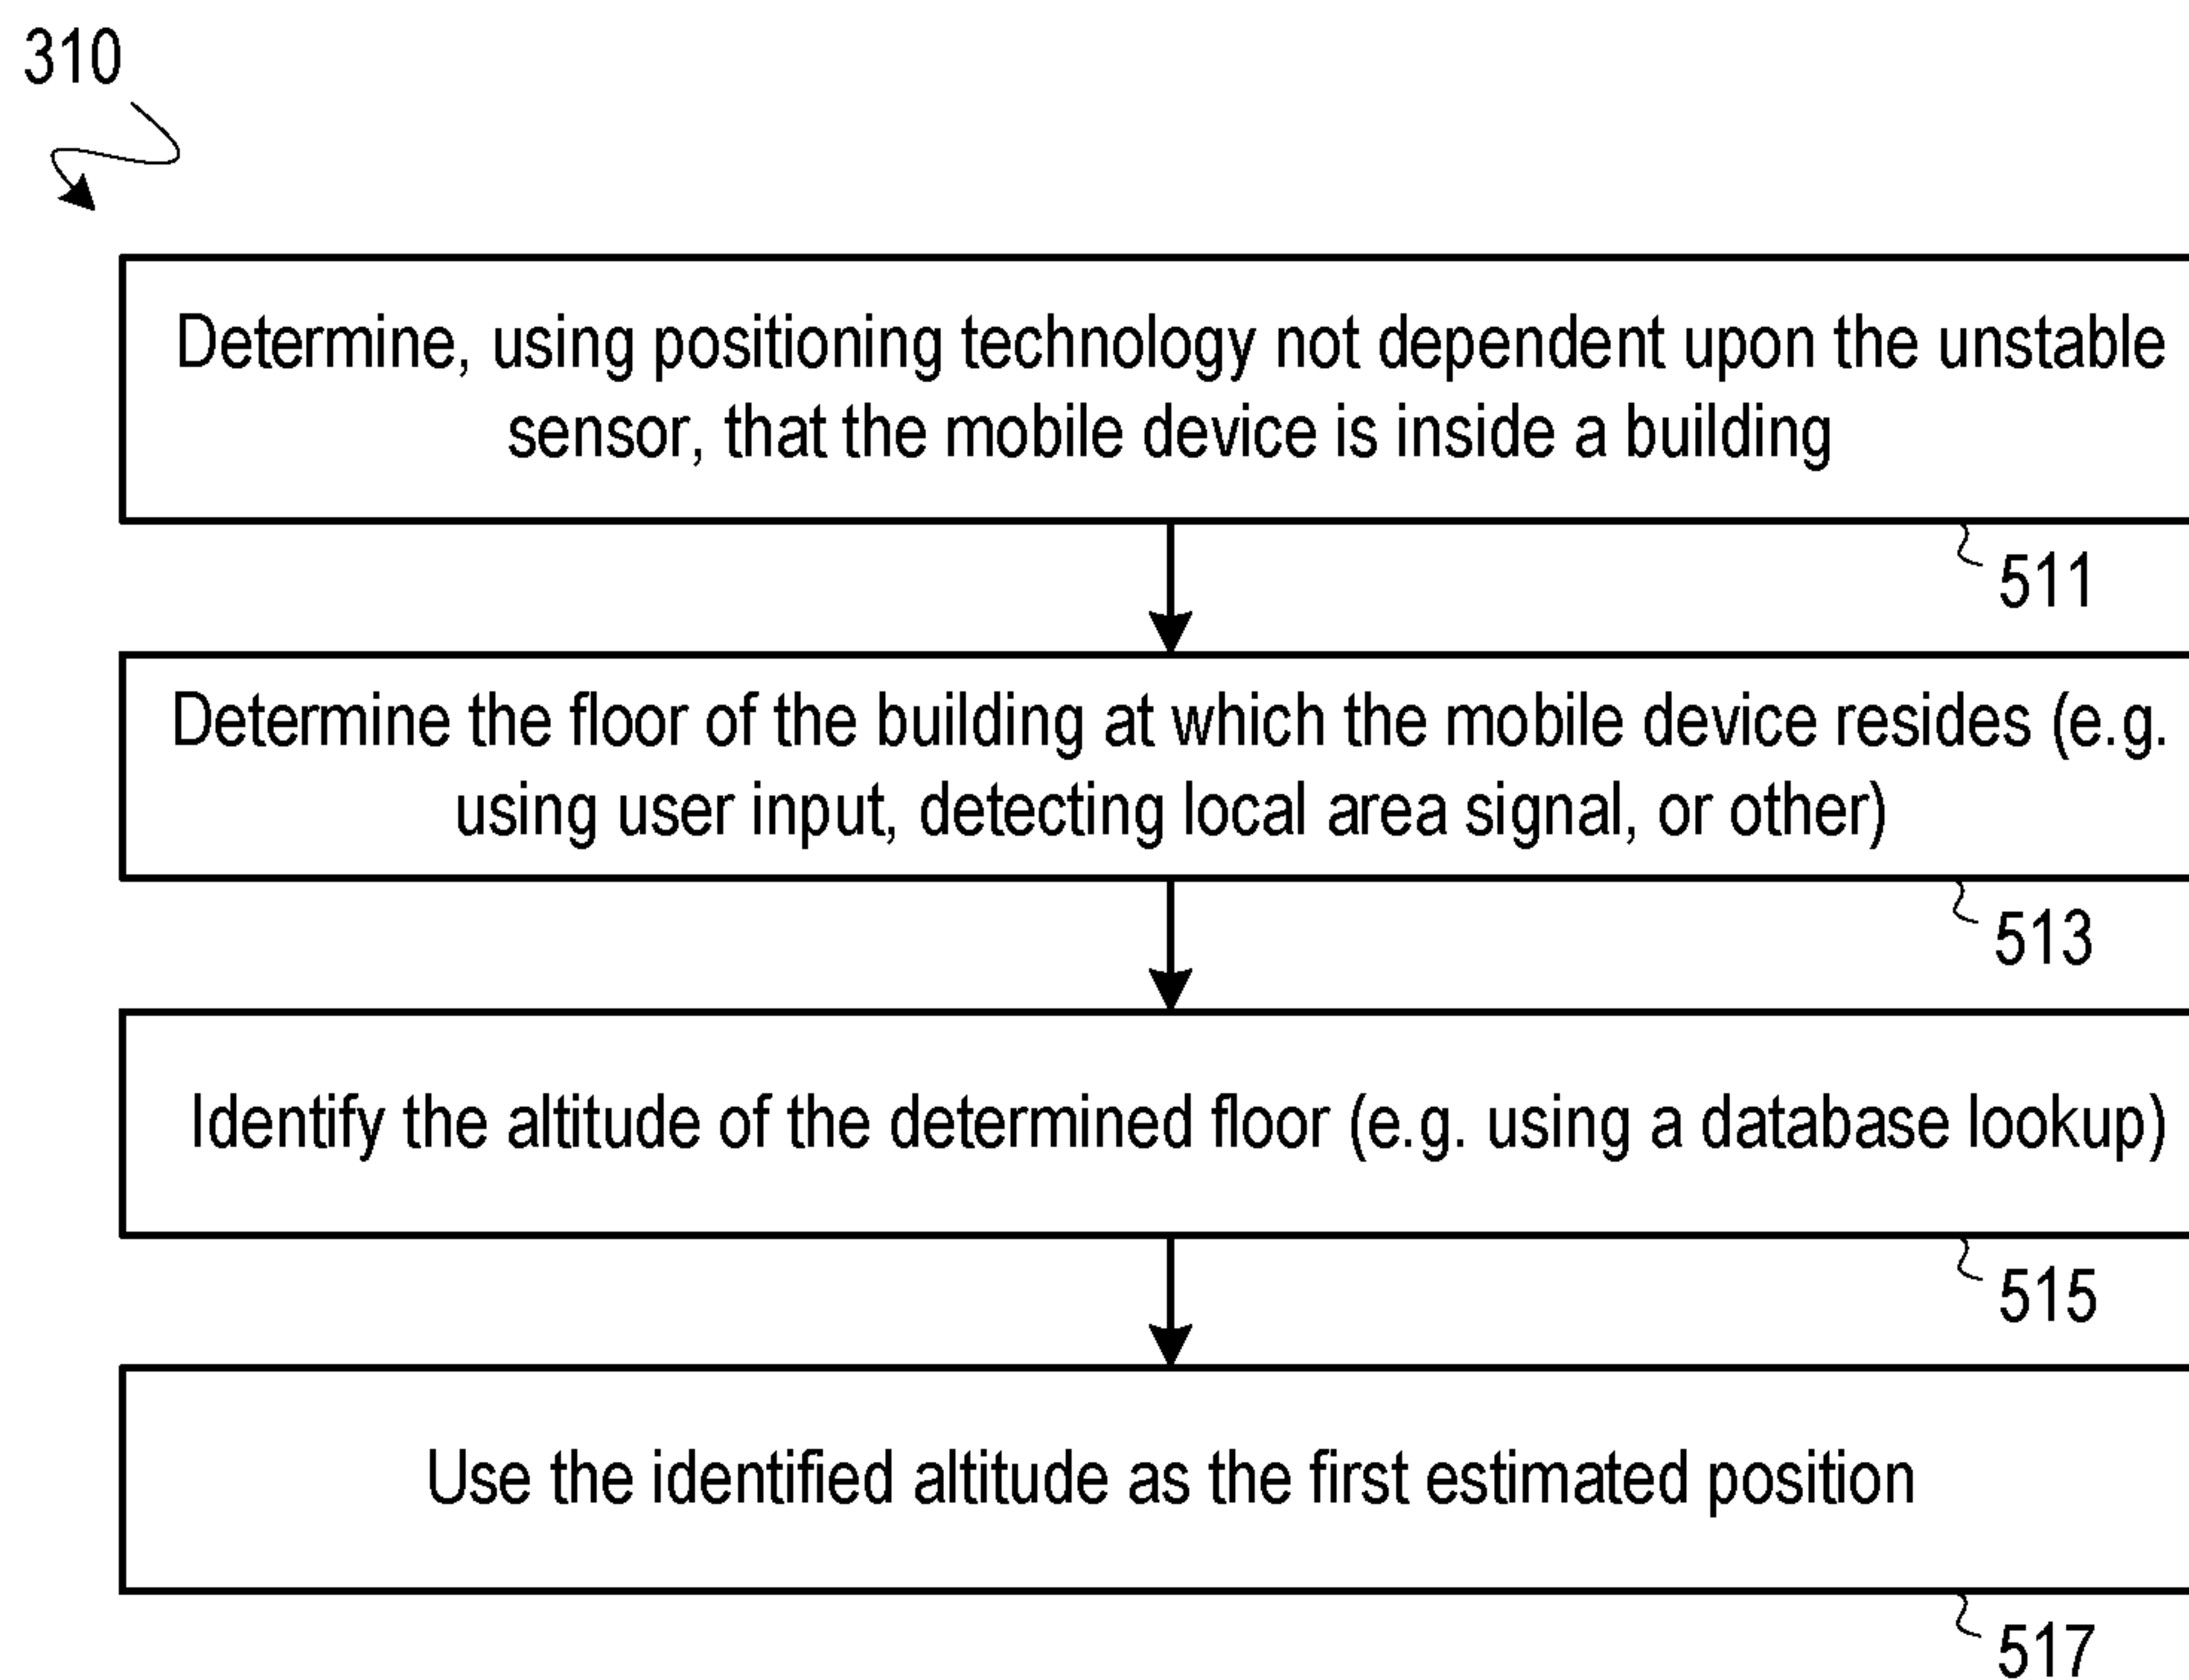 310
Determine, using positioning technology not dependent upon the unstable
sensor, that the mobile device is inside a building
511
Determine the floor of the building at which the mobile device resides (e.g.
using user input, detecting local area signal, or other)
513
Identify the altitude of the determined floor (e.g. using a database lookup)
515
Use the identified altitude as the first estimated position
517